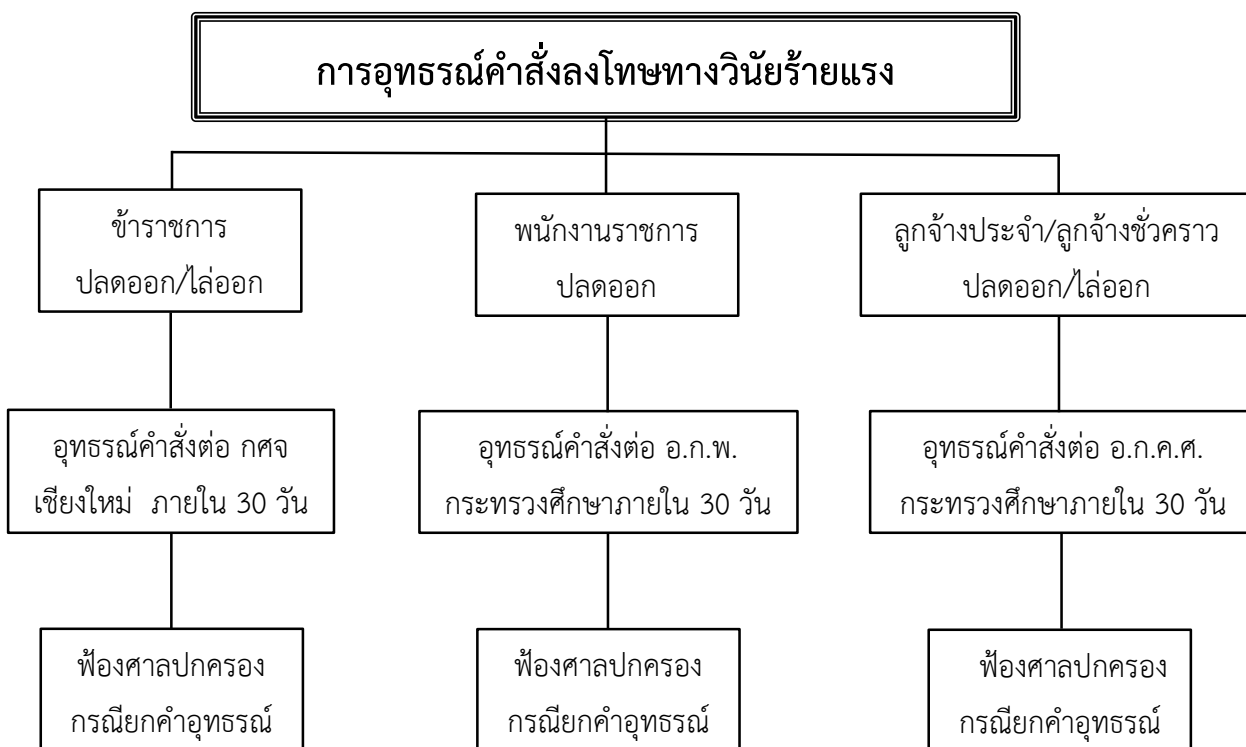 การอุทธรณ์คำสั่งลงโทษทางวินัยร้ายแรง
ข้าราชการ
ปลดออก/ไล่ออก
พนักงานราชการ
ปลดออก
ลูกจ้างประจำ/ลูกจ้างชั่วคราว
ปลดออก/ไล่ออก
อุทธรณ์คำสั่งต่อ กศจ
เชียงใหม่ ภายใน 30 วัน
อุทธรณ์คำสั่งต่อ อ.ก.พ.
กระทรวงศึกษาภายใน 30 วัน
อุทธรณ์คำสั่งต่อ อ.ก.ค.ศ.
กระทรวงศึกษาภายใน 30 วัน
ฟ้องศาลปกครอง
กรณียกคำอุทธรณ์
ฟ้องศาลปกครอง
กรณียกคำอุทธรณ์
ฟ้องศาลปกครอง
กรณียกคำอุทธรณ์